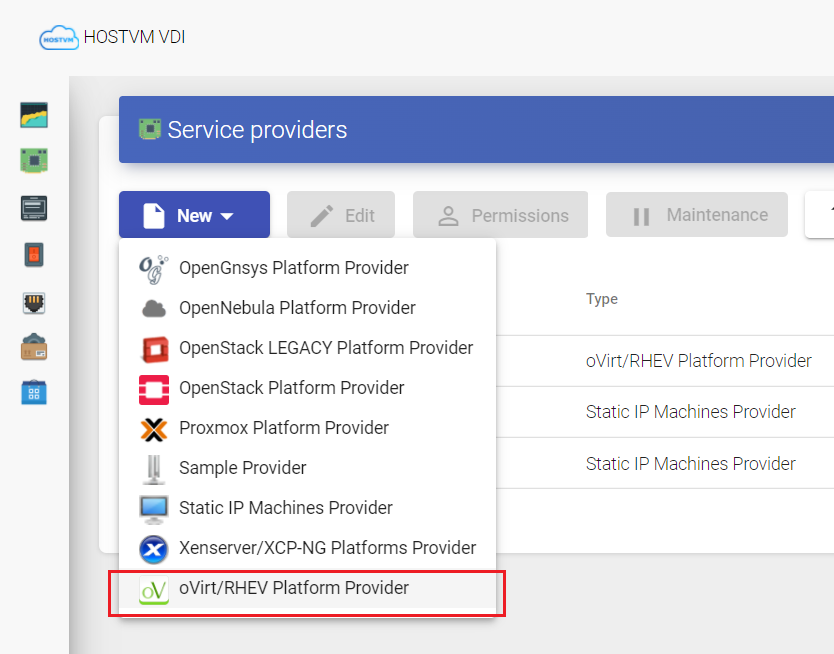 HOSTVM HOSTVM VDI
Service providers
New Edit Permissions Maintenance
OpenGnsys Platform Provider
OpenNebula Platform Provider
OpenStack LEGACY Platform Provider
OpenStack Platform Provider
Proxmox Platform Provider
Sample Provider
Static IP Machines Provider
Xenserver/XCP-NG Platforms Provider
oV oVirt/RHEV Platform Provider
Type
oVirt/RHEV Platform Provider
Static IP Machines Provider
Static IP Machines Provider